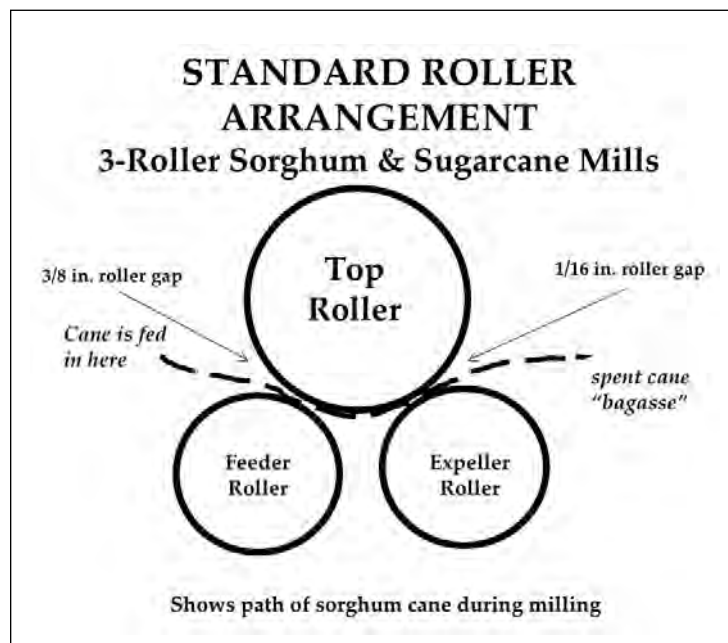 STANDARD ROLLER
ARRANGEMENT
3-Roller Sorghum & Sugarcane Mills
3/8 in. roller gap
1/16 in. roller gap
Top
Roller
Cane is fed
in here
spent cane
"bagasse"
Feeder
Roller
Expeller
Roller
Shows path of sorghum cane during milling